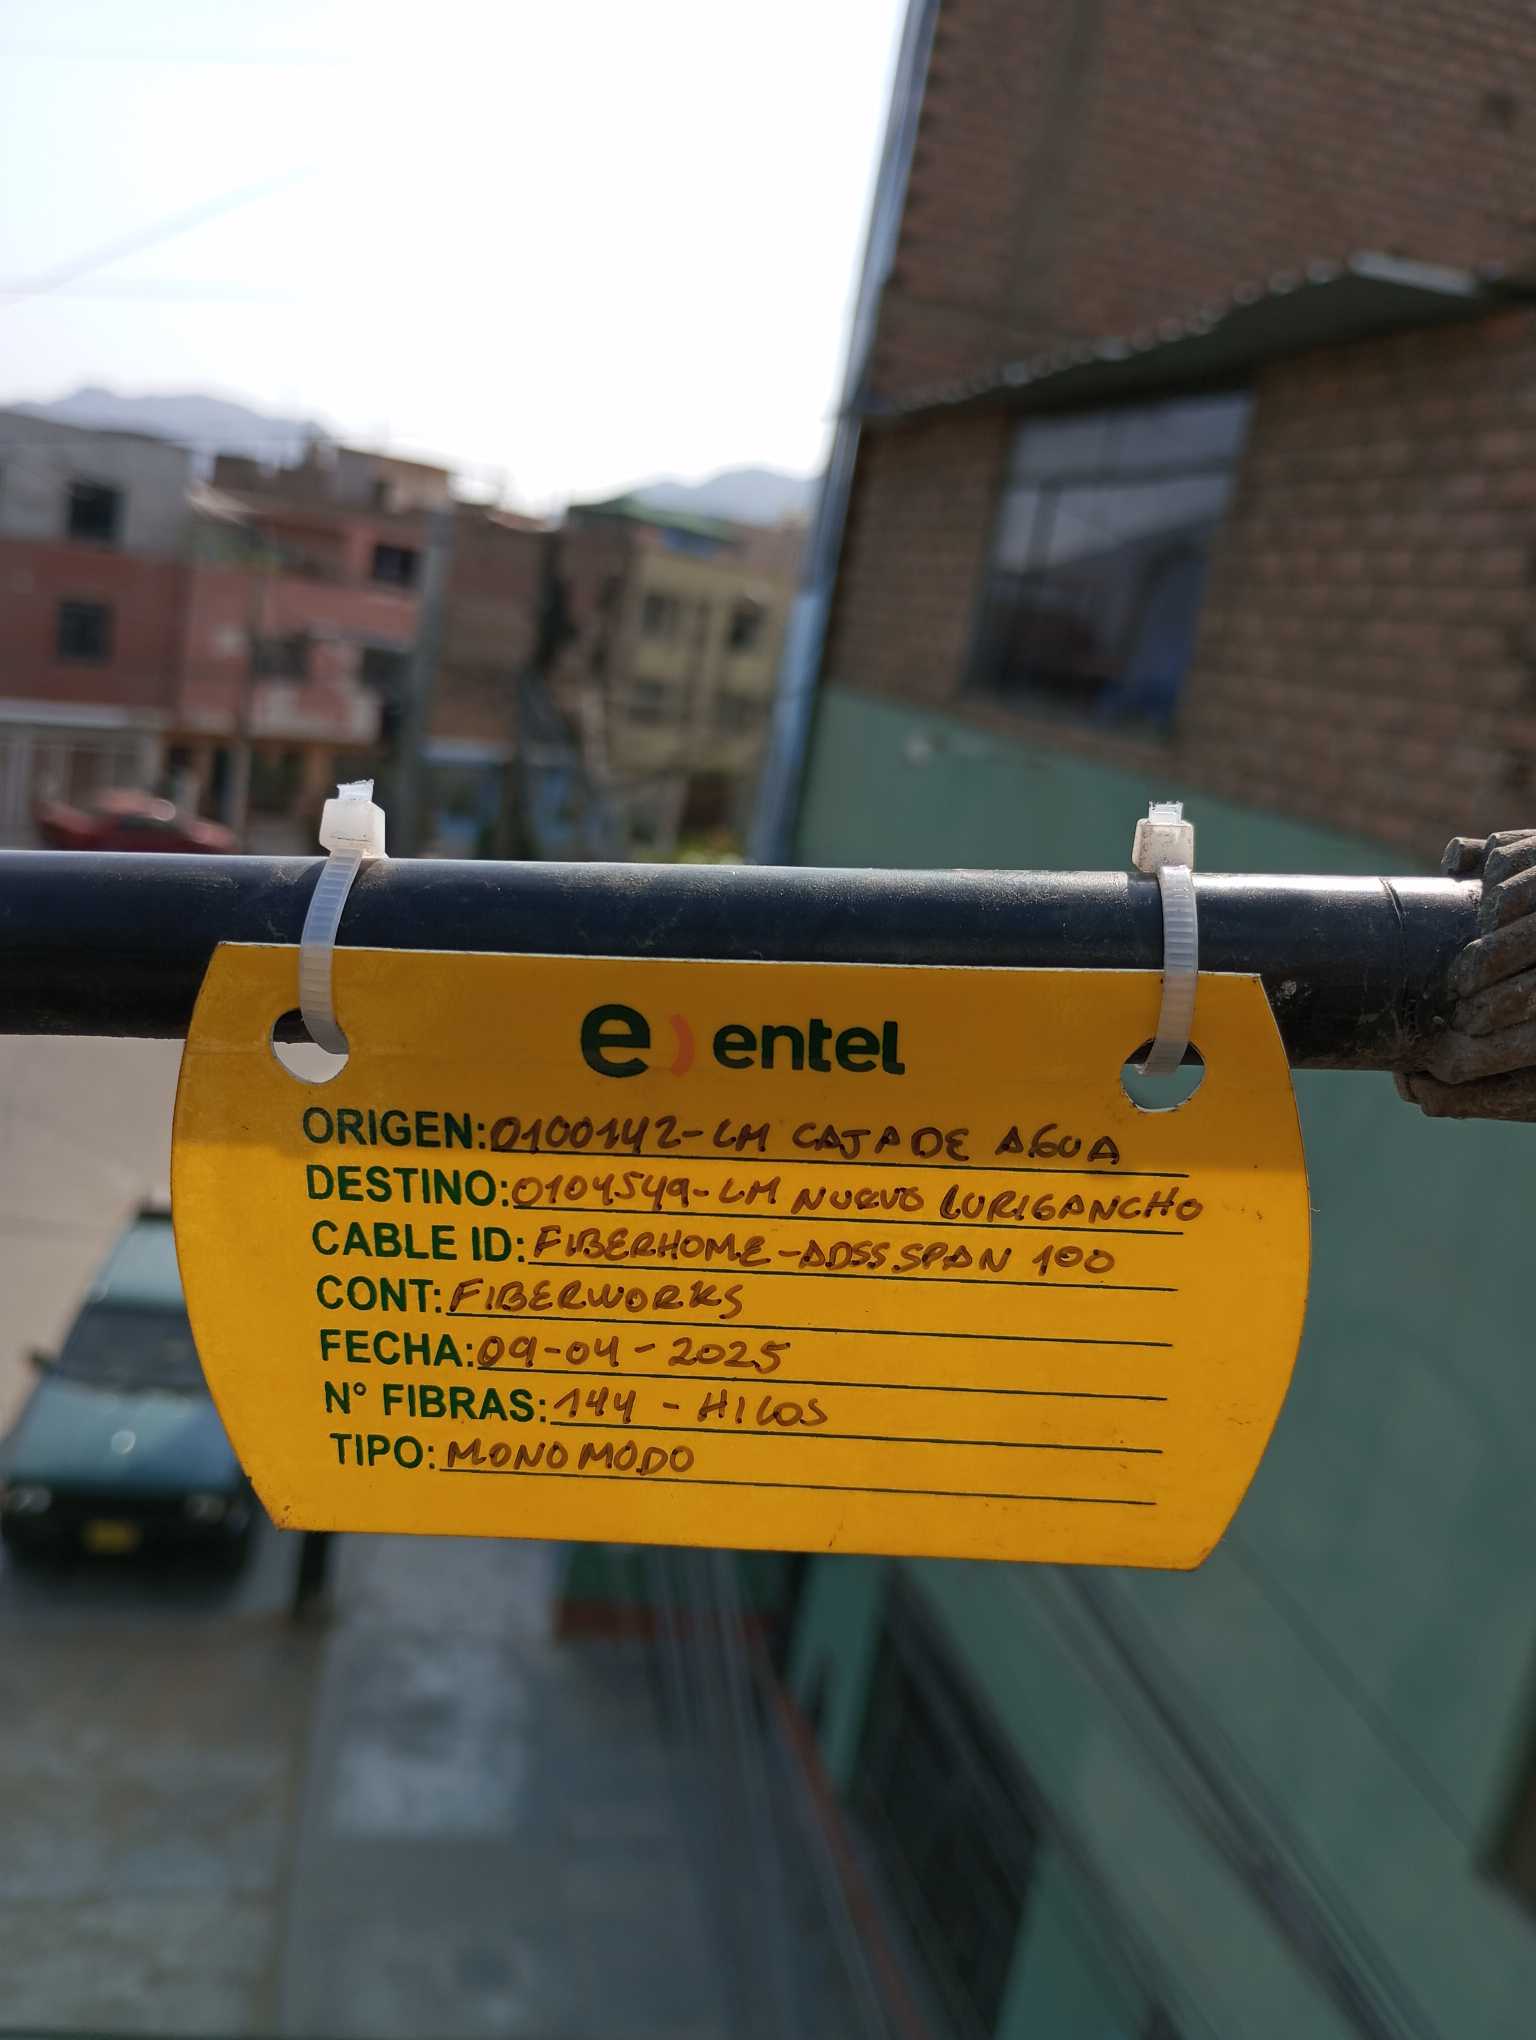 e) entel
ORIGEN: 0100142-LM CAJA DE AGUA
DESTINO: 0104549-LM NUEVO LURIGANCHO
CABLE ID: FIBERHOME-ADSS.SPAN 100
CONT: FIBERWORKS
FECHA: 09-04-2025
N° FIBRAS: 144 - HILOS
TIPO: MONOMODO